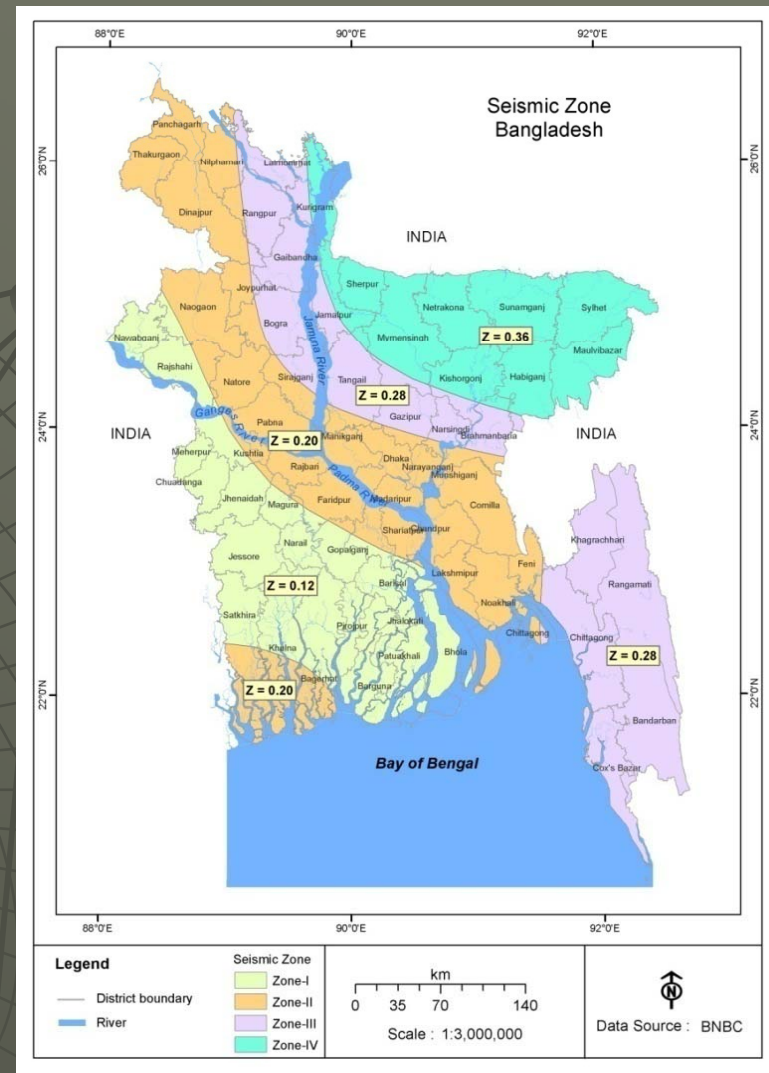 88°0'E
90°0'E
92°0'E
Seismic Zone
Bangladesh
26°0'N
26°0'N
Panchagarh
Thakurgaon
Nilphamari
Lalmonirhat
Dinajpur
Rangpur
Kurigram
INDIA
Gaibandha
Joypurhat
Sherpur
Naogaon
Netrakona
Sunamganj
Sylhet
Bogra
Jamalpur
Jamuna River
Mymensingh
Z = 0.36
Nawabganj
Maulvibazar
Rajshahi
Sirajganj
Tangail
Kishorgonj
Habiganj
Natore
Z = 0.28
Ganges River
Gazipur
24°0'N
24°0'N
INDIA
Pabna
Narsingdi
Brahmanbaria
INDIA
Z = 0.20
Manikganj
Meherpur
Kushtia
Dhaka
Rajbari
Narayanganj
Chuadanga
Padma River
Munshiganj
Jhenaidah
Magura
Faridpur
Madaripur
Comilla
Shariatpur
Chandpur
Khagrachhari
Narail
Gopalganj
Jessore
Feni
Lakshmipur
Rangamati
Z = 0.12
Barisal
Noakhali
Satkhira
Pirojpur
Jhalokati
Chittagong
Chittagong
Khulna
Patuakhali
Bhola
Z = 0.28
Bagerhat
Barguna
Z = 0.20
22°0'N
22°0'N
Bandarban
Bay of Bengal
Cox's Bazar
88°0'E
90°0'E
92°0'E
Legend
District boundary
River
Seismic Zone
Zone-I
Zone-II
Zone-III
Zone-IV
km
0 35 70 140
Scale : 1:3,000,000
N
Data Source : BNBC